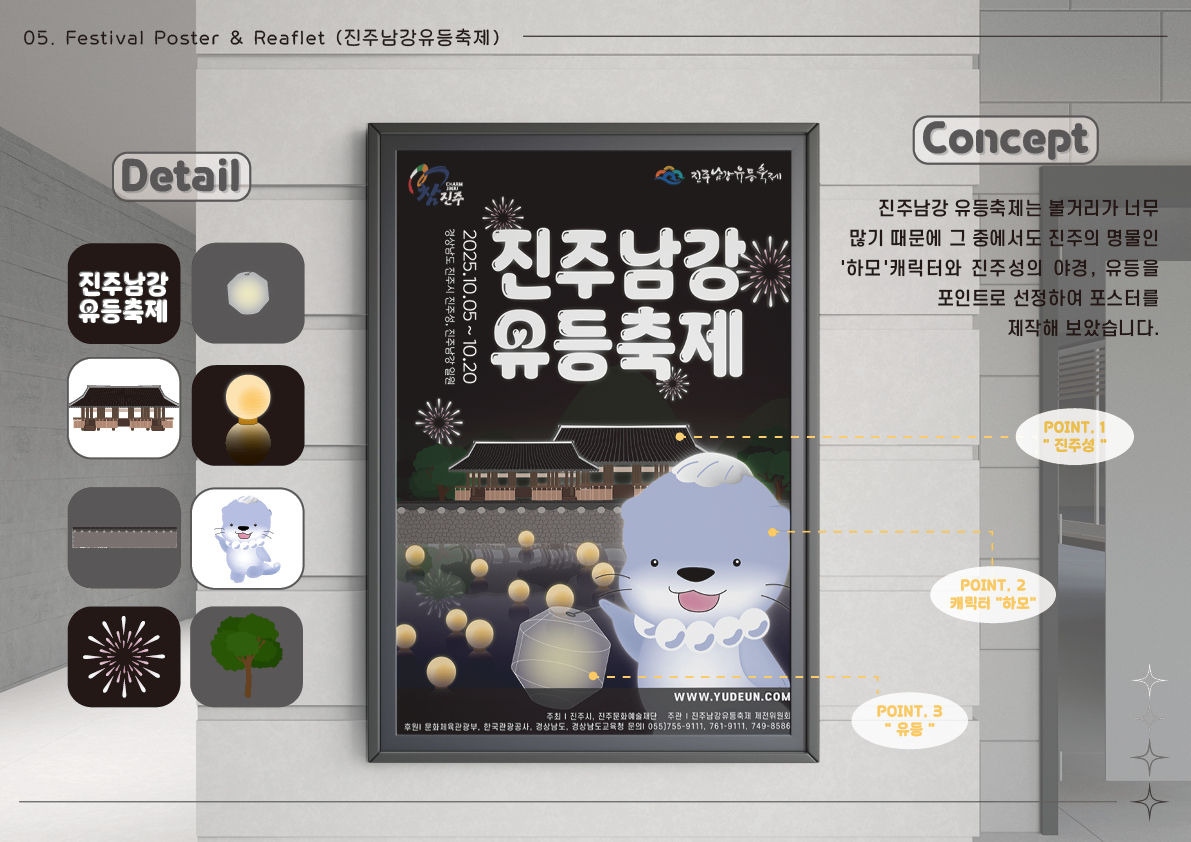 05. Festival Poster & Reaflet (진주남강유등축제)
Detail
진주남강
유등축제
CHARM
JINJU
참진주
진주남강유등축제
진주남강
유등축제
2025.10.05 ~ 10.20
경상남도 진주시 진주성, 진주남강 일원
WWW.YUDEUN.COM
주최 I 진주시, 진주문화예술재단 주관 I 진주남강유등축제 제전위원회
후원I 문화체육관광부, 한국관광공사, 경상남도, 경상남도교육청 문의I 055)755-9111, 761-9111, 749-8586
Concept
진주남강 유등축제는 볼거리가 너무
많기 때문에 그 중에서도 진주의 명물인
'하모'캐릭터와 진주성의 야경, 유등을
포인트로 선정하여 포스터를
제작해 보았습니다.
POINT. 1
" 진주성 "
POINT. 2
캐릭터 "하모"
POINT. 3
" 유등 "